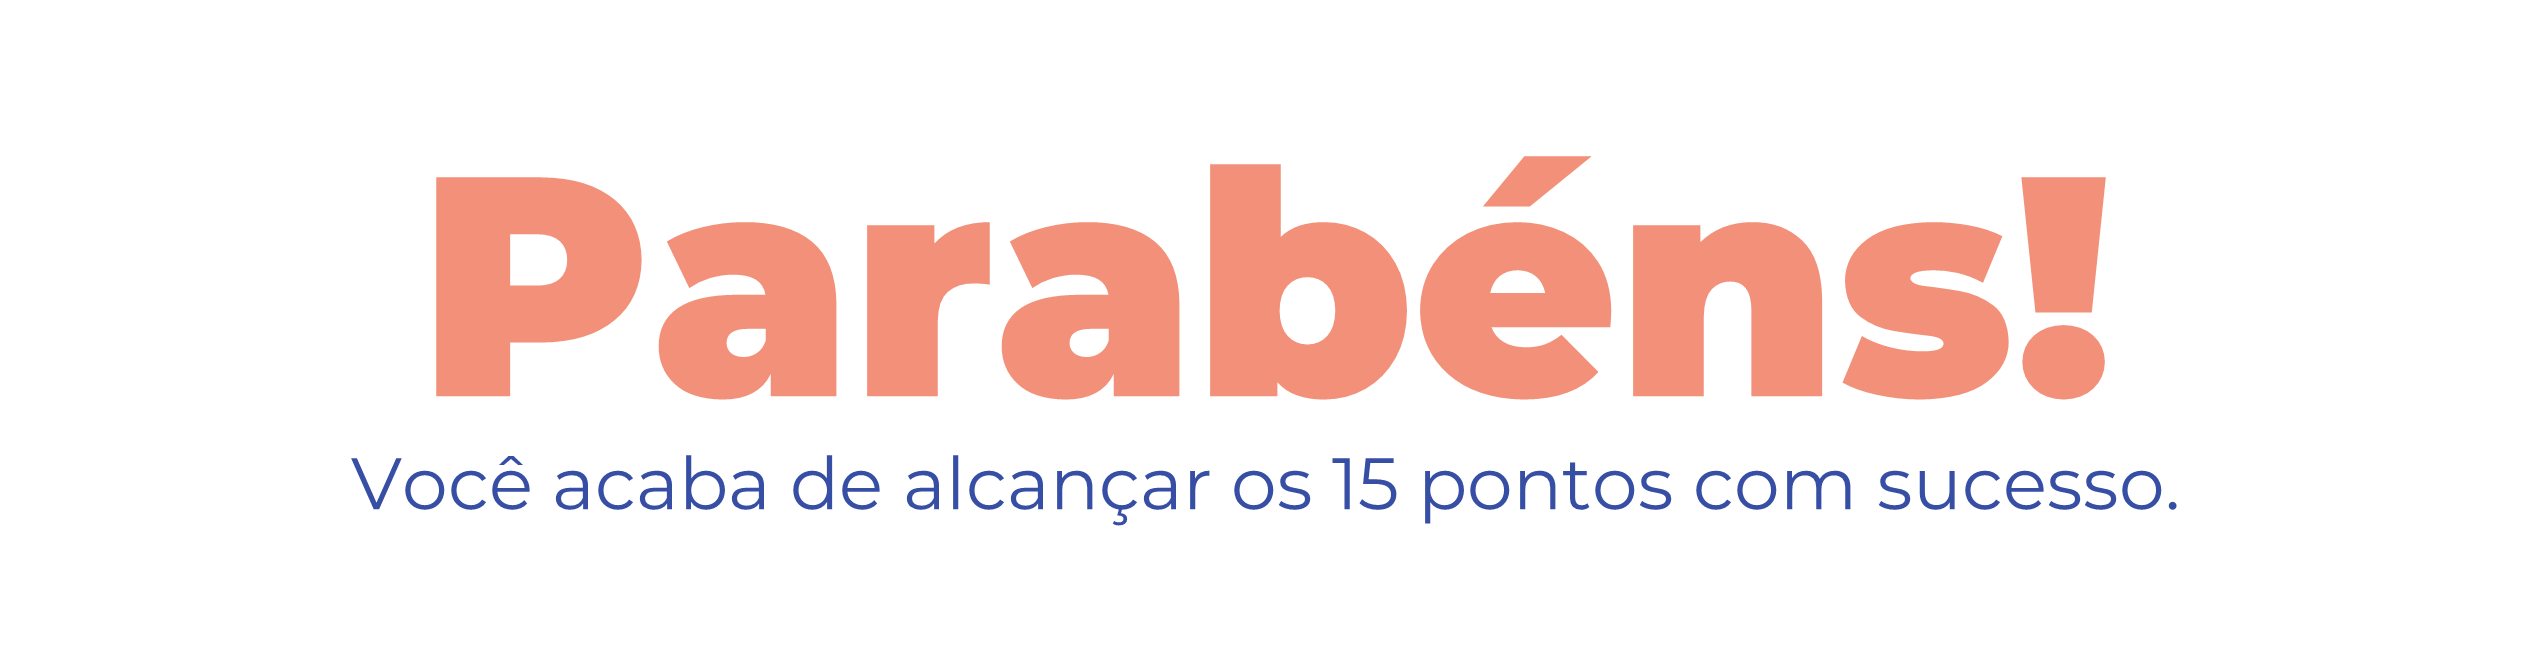 Parabéns!
Você acaba de alcançar os 15 pontos com sucesso.